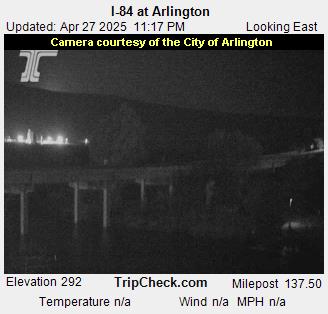 I-84 at Arlington
Updated: Apr 27 2025 11:17 PM Looking East
Camera courtesy of the City of Arlington
Elevation 292 TripCheck.com Milepost 137.50
Temperature n/a Wind n/a MPH n/a